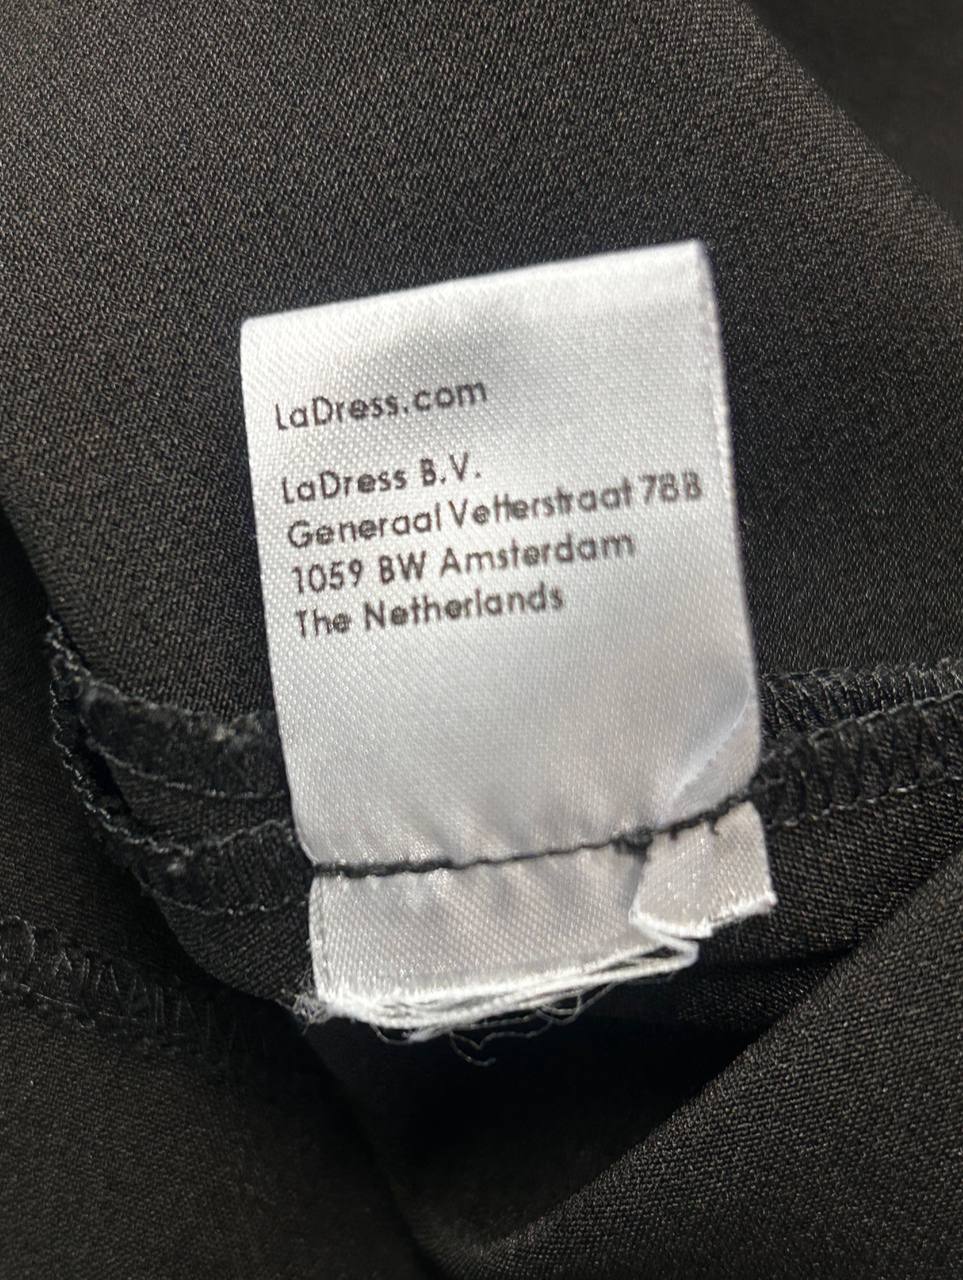 LaDress.com
LaDress B.V.
Generaal Vetterstraat 78B
1059 BW Amsterdam
The Netherlands